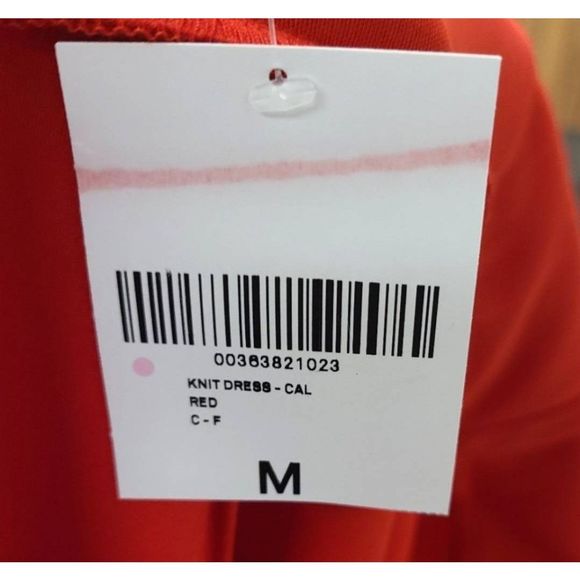 00363821023
KNIT DRESS - CAL
RED
C - F
M